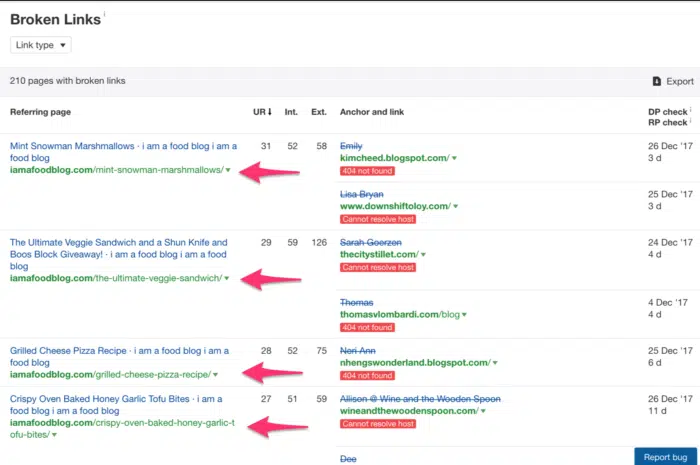 Broken Links i
Link type ▼
210 pages with broken links
Export
Referring page UR↓ Int. Ext. Anchor and link DP check i
RP check i
Mint Snowman Marshmallows · i am a food blog i am a
food blog
iamafoodblog.com/mint-snowman-marshmallows/ ▼
31 52 58
Emily
kimcheed.blogspot.com/ ▼
404 not found
26 Dec '17
3 d
Lisa Bryan
www.downshiftology.com/ ▼
Cannot resolve host
25 Dec '17
3 d
The Ultimate Veggie Sandwich and a Shun Knife and
Boos Block Giveaway! · i am a food blog i am a food
blog
iamafoodblog.com/the-ultimate-veggie-sandwich/ ▼
29 59 126
Sarah Goerzen
thecitystillet.com/ ▼
Cannot resolve host
24 Dec '17
4 d
Thomas
thomasvlombardi.com/blog ▼
404 not found
4 Dec '17
4 d
Grilled Cheese Pizza Recipe · i am a food blog i am a
food blog
iamafoodblog.com/grilled-cheese-pizza-recipe/ ▼
28 52 75
Nori Ann
nhengswonderland.blogspot.com/ ▼
404 not found
25 Dec '17
6 d
Crispy Oven Baked Honey Garlic Tofu Bites · i am a
food blog i am a food blog
iamafoodblog.com/crispy-oven-baked-honey-garlic-t
ofu-bites/ ▼
27 51 59
Allison @ Wine and the Wooden Spoon
wineandthewoodenspoon.com/ ▼
Cannot resolve host
26 Dec '17
11 d
Dee
Report bug